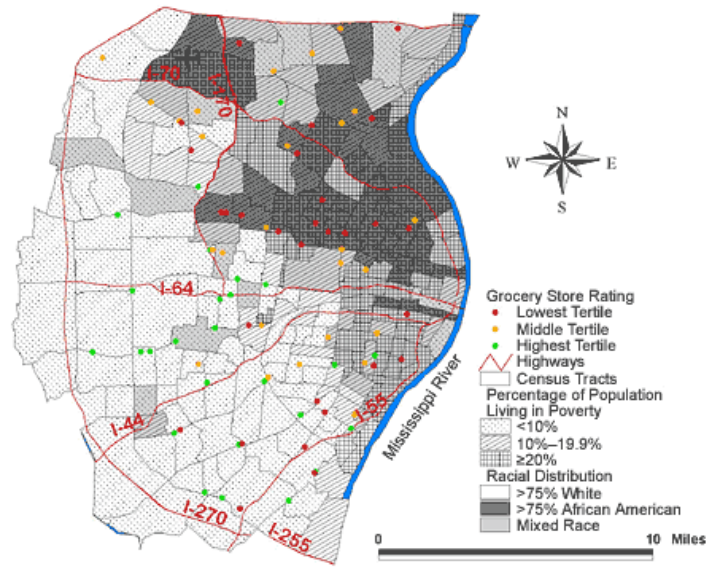 I-70
I-170
N
W
E
S
I-64
Grocery Store Rating
Lowest Tertile
Middle Tertile
Highest Tertile
Highways
Census Tracts
Percentage of Population
Living in Poverty
<10%
10%–19.9%
≥20%
Racial Distribution
>75% White
>75% African American
Mixed Race
Mississippi River
I-55
I-44
I-270
I-255
0
10 Miles